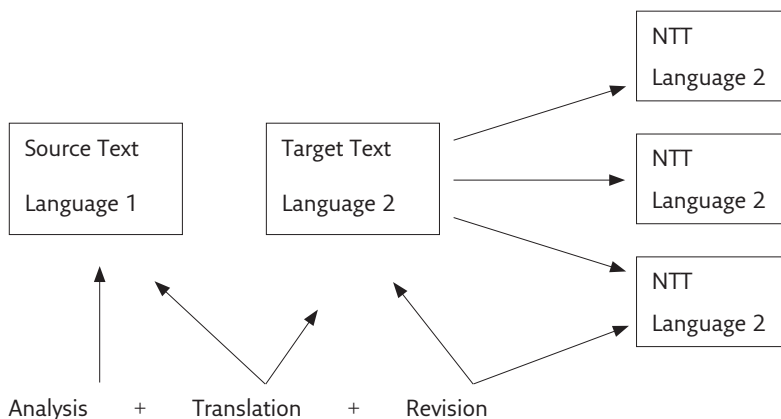 NTT
Language 2
Source Text
Language 1
Target Text
Language 2
NTT
Language 2
NTT
Language 2
Analysis + Translation + Revision